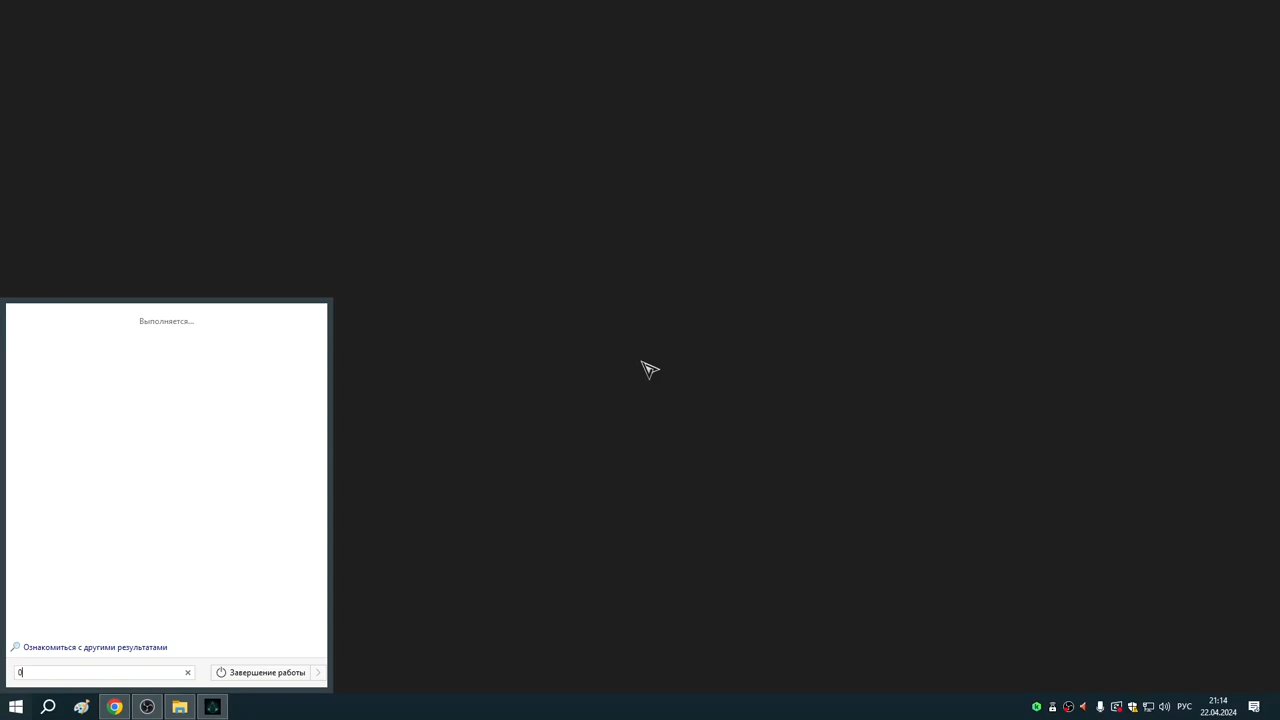 Выполняется...
Ознакомиться с другими результатами
0
Завершение работы
РУС
21:14
22.04.2024